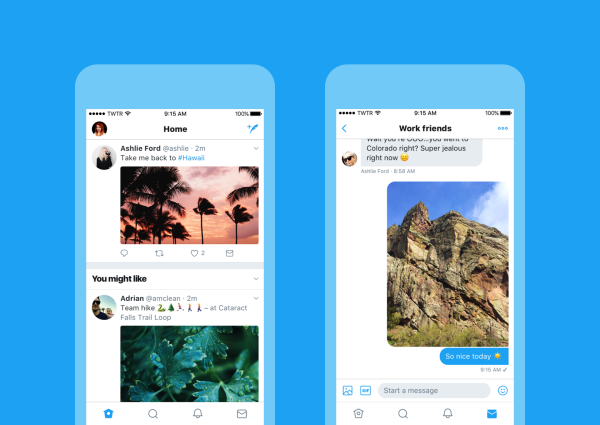 TWTR 9:15 AM 100%
Home
Ashlie Ford @ashlie · 2m
Take me back to #Hawaii
2
You might like
Adrian @amclean · 2m
Team hike 🐍🌲🏃🏽‍♀️🚶🚶‍♀️ – at Cataract
Falls Trail Loop
TWTR 9:15 AM 100%
Work friends
Wait you're OOO...you went to
Colorado right? Super jealous
right now 😊
Ashlie Ford · 8:58 AM
So nice today ☀️
9:15 AM ✓
GIF
Start a message